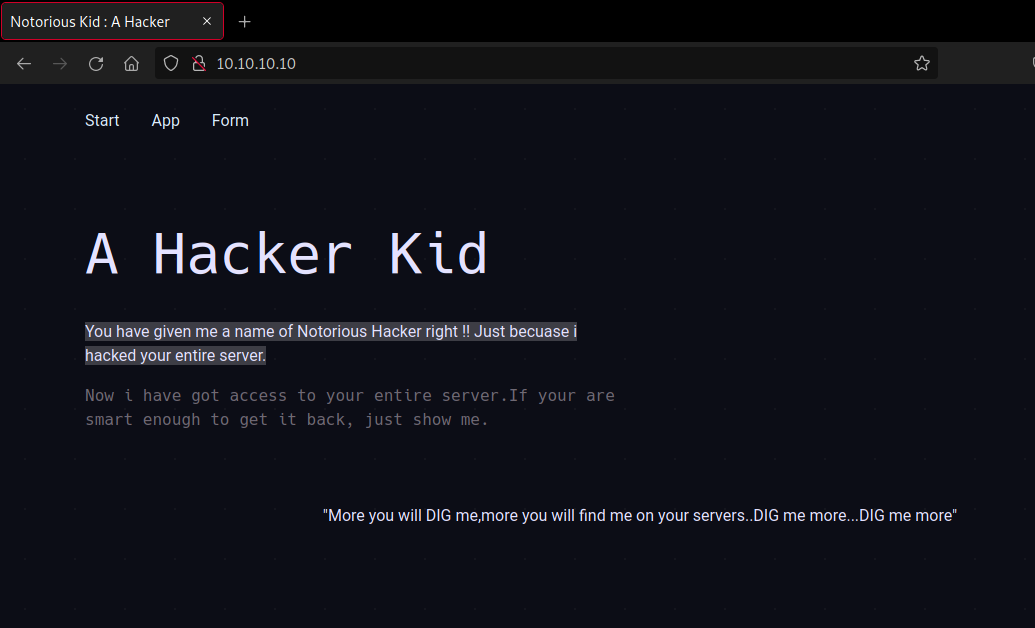 Notorious Kid : A Hacker
10.10.10.10
Start App Form
A Hacker Kid
You have given me a name of Notorious Hacker right !! Just becuase i
hacked your entire server.
Now i have got access to your entire server.If your are
smart enough to get it back, just show me.
"More you will DIG me,more you will find me on your servers..DIG me more...DIG me more"